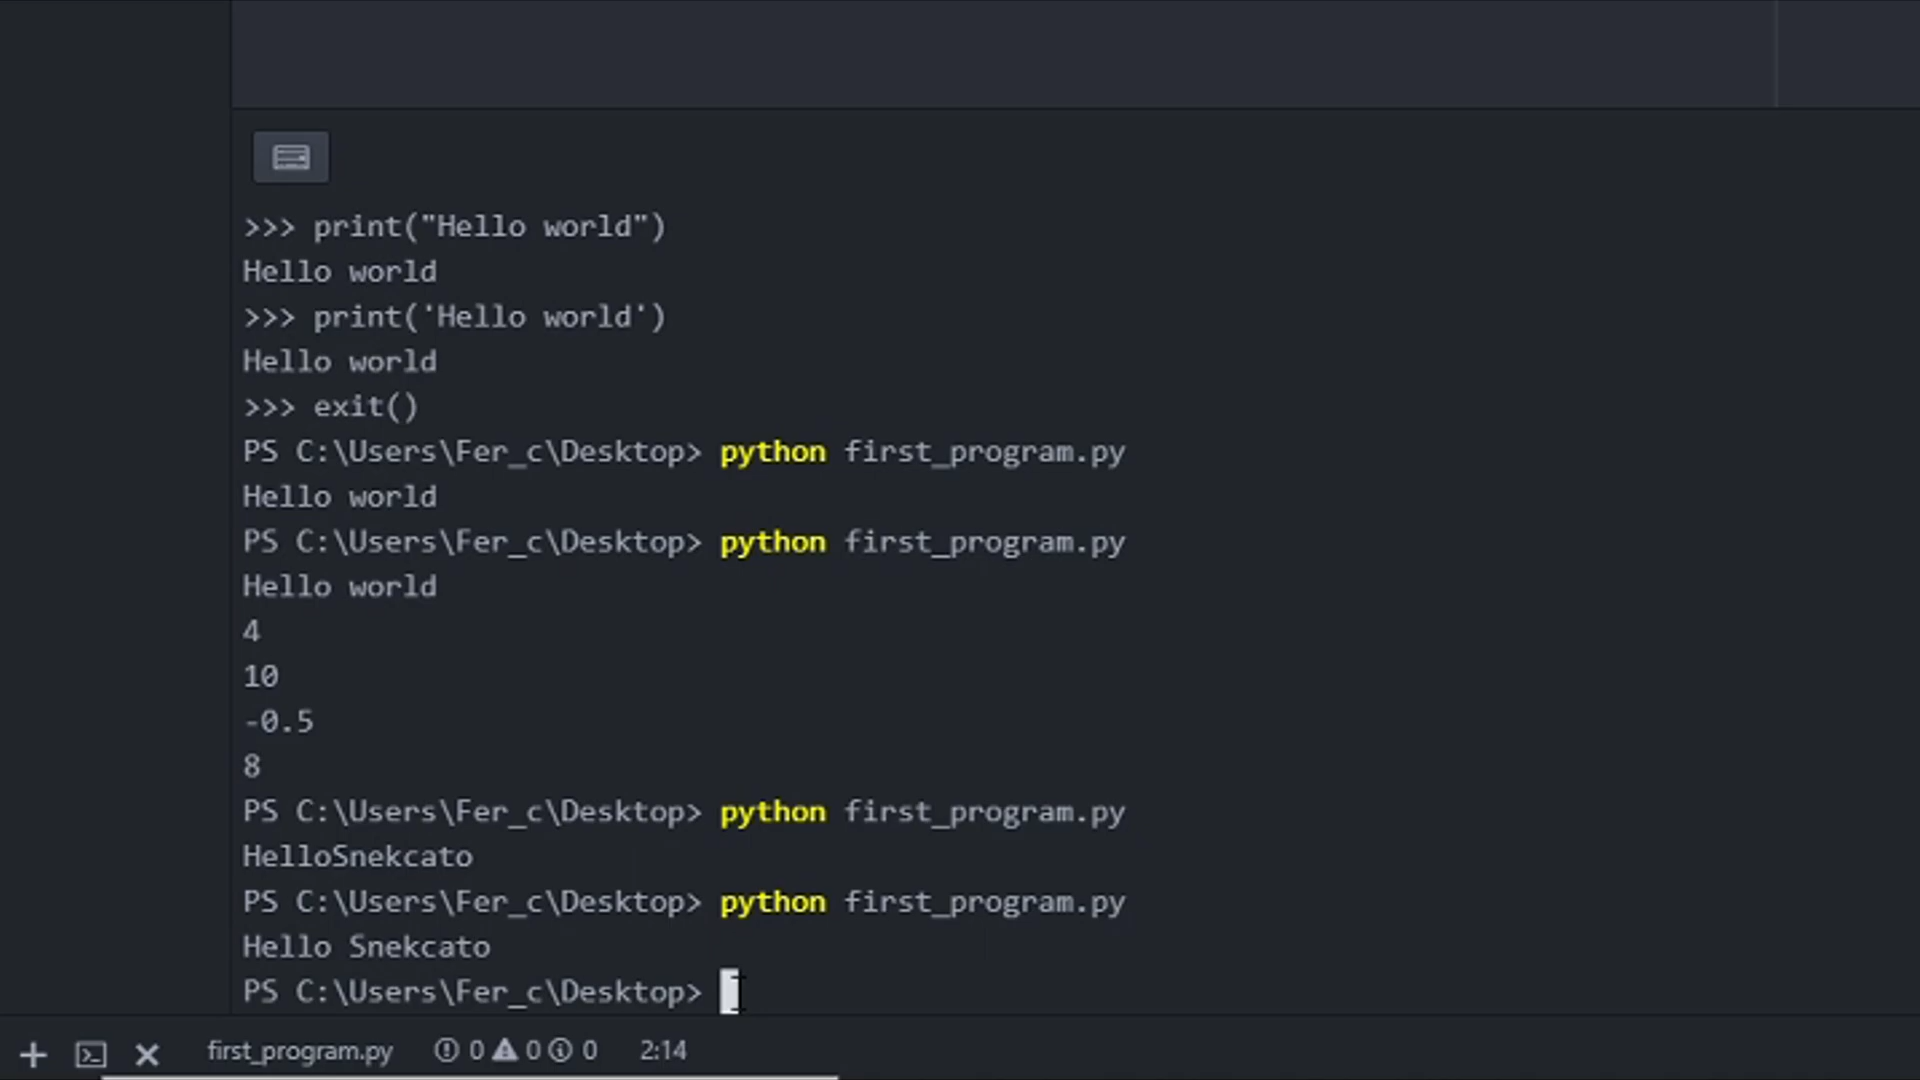 >>> print("Hello world")
Hello world
>>> print('Hello world')
Hello world
>>> exit()
PS C:\Users\Fer_c\Desktop> python first_program.py
Hello world
PS C:\Users\Fer_c\Desktop> python first_program.py
Hello world
4
10
-0.5
8
PS C:\Users\Fer_c\Desktop> python first_program.py
HelloSnekcato
PS C:\Users\Fer_c\Desktop> python first_program.py
Hello Snekcato
PS C:\Users\Fer_c\Desktop>
first_program.py 0 0 0 2:14